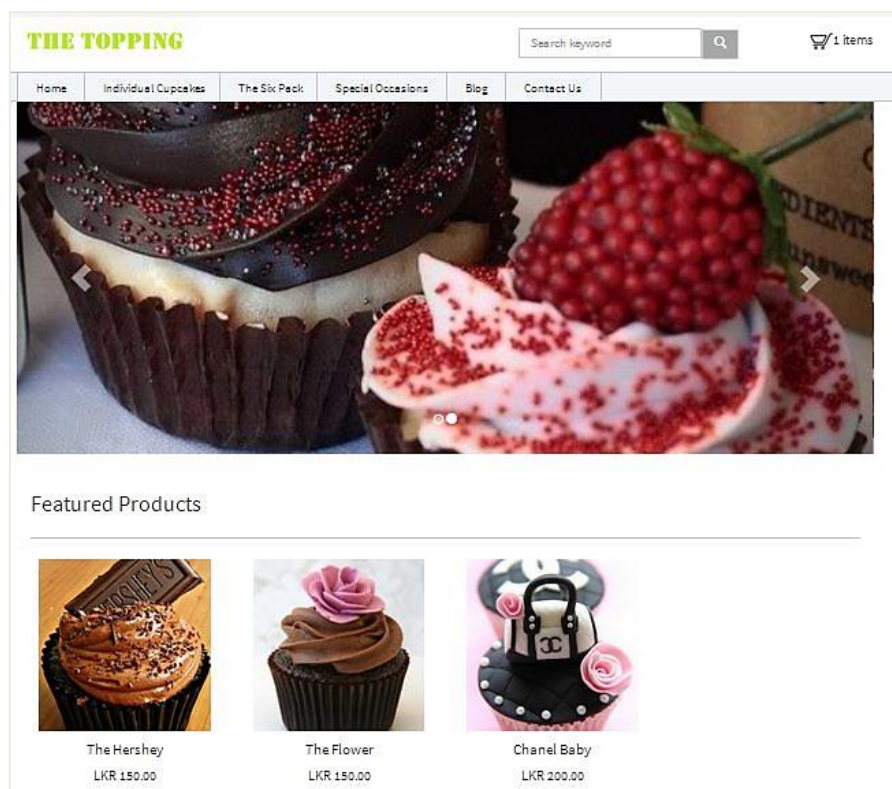 THE TOPPING
Search keyword
1 items
Home Individual Cupcakes The Six Pack Special Occasions Blog Contact Us
Featured Products
HERSHEY'S
The Hershey The Flower Chanel Baby
LKR 150.00 LKR 150.00 LKR 200.00